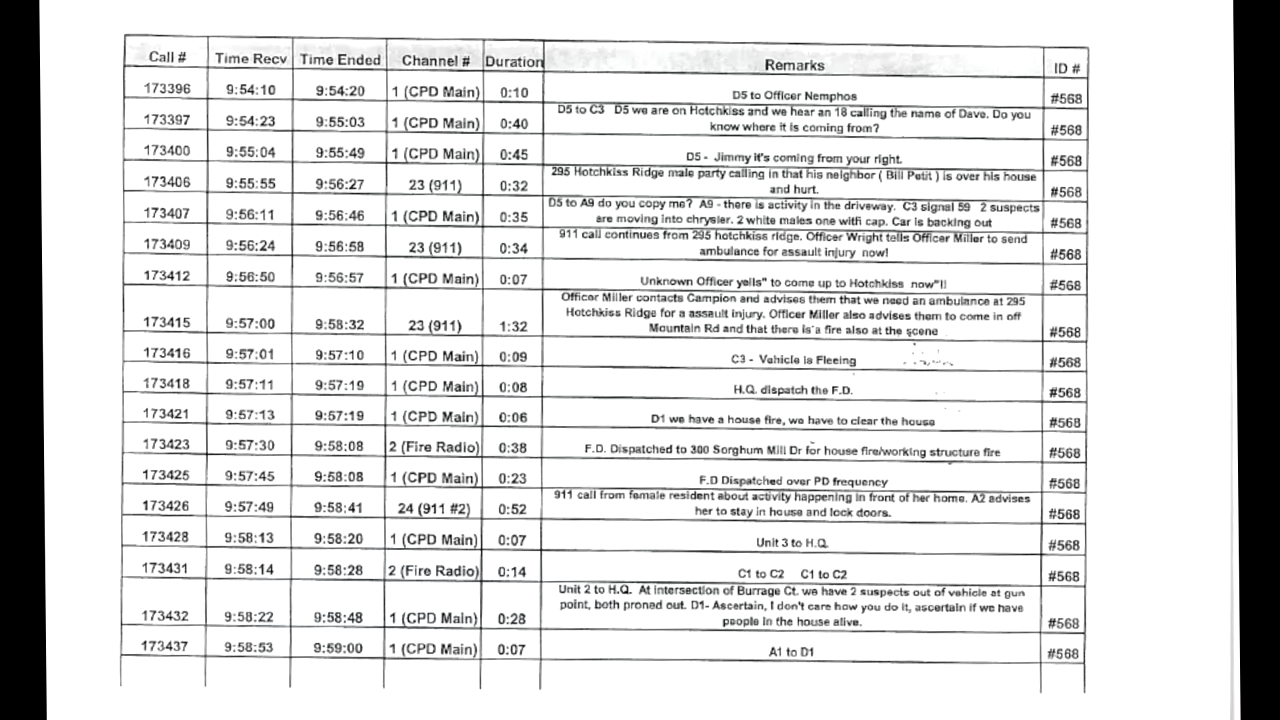 Call # Time Recv Time Ended Channel # Duration Remarks ID #
173396 9:54:10 9:54:20 1 (CPD Main) 0:10 D5 to Officer Nemphos #568
173397 9:54:23 9:55:03 1 (CPD Main) 0:40 D5 to C3 D5 we are on Hotchkiss and we hear an 18 calling the name of Dave. Do you
know where it is coming from? #568
173400 9:55:04 9:55:49 1 (CPD Main) 0:45 D5 - Jimmy it's coming from your right. #568
173406 9:55:55 9:56:27 23 (911) 0:32 295 Hotchkiss Ridge male party calling in that his neighbor ( Bill Petit ) is over his house
and hurt. #568
173407 9:56:11 9:56:46 1 (CPD Main) 0:35 D5 to A9 do you copy me? A9 - there is activity in the driveway. C3 signal 59 2 suspects
are moving into chrysler. 2 white males one with cap. Car is backing out #568
173409 9:56:24 9:56:58 23 (911) 0:34 911 call continues from 295 hotchkiss ridge. Officer Wright tells Officer Miller to send
ambulance for assault injury now! #568
173412 9:56:50 9:56:57 1 (CPD Main) 0:07 Unknown Officer yells" to come up to Hotchkiss now"!! #568
173415 9:57:00 9:58:32 23 (911) 1:32 Officer Miller contacts Campion and advises them that we need an ambulance at 295
Hotchkiss Ridge for a assault injury. Officer Miller also advises them to come in off
Mountain Rd and that there is a fire also at the scene #568
173416 9:57:01 9:57:10 1 (CPD Main) 0:09 C3 - Vehicle is Fleeing #568
173418 9:57:11 9:57:19 1 (CPD Main) 0:08 H.Q. dispatch the F.D. #568
173421 9:57:13 9:57:19 1 (CPD Main) 0:06 D1 we have a house fire, we have to clear the house #568
173423 9:57:30 9:58:08 2 (Fire Radio) 0:38 F.D. Dispatched to 300 Sorghum Mill Dr for house fire/working structure fire #568
173425 9:57:45 9:58:08 1 (CPD Main) 0:23 F.D Dispatched over PD frequency #568
173426 9:57:49 9:58:41 24 (911 #2) 0:52 911 call from female resident about activity happening in front of her home. A2 advises
her to stay in house and lock doors. #568
173428 9:58:13 9:58:20 1 (CPD Main) 0:07 Unit 3 to H.Q. #568
173431 9:58:14 9:58:28 2 (Fire Radio) 0:14 C1 to C2 C1 to C2 #568
173432 9:58:22 9:58:48 1 (CPD Main) 0:28 Unit 2 to H.Q. At intersection of Burrage Ct. we have 2 suspects out of vehicle at gun
point, both proned out. D1- Ascertain, I don't care how you do it, ascertain if we have
people in the house alive. #568
173437 9:58:53 9:59:00 1 (CPD Main) 0:07 A1 to D1 #568